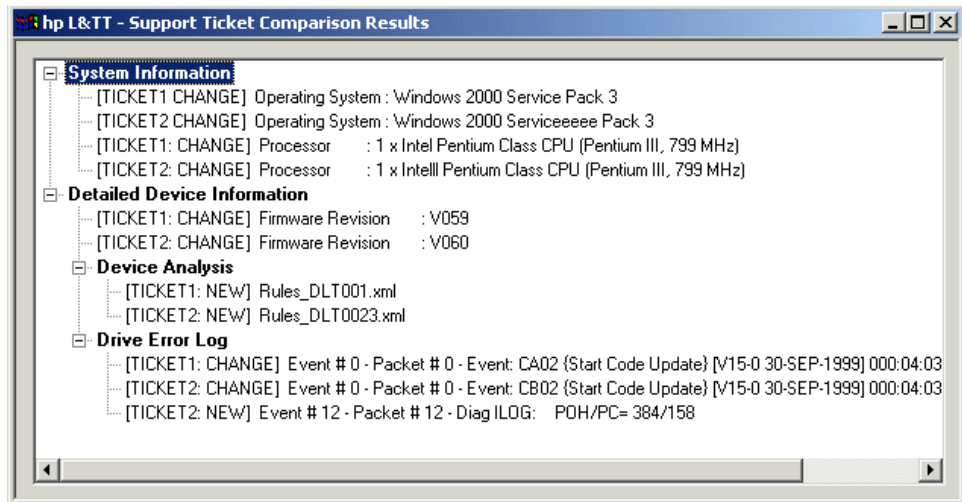 hp L&TT - Support Ticket Comparison Results
System Information
[TICKET1 CHANGE] Operating System : Windows 2000 Service Pack 3
[TICKET2 CHANGE] Operating System : Windows 2000 Serviceeeee Pack 3
[TICKET1: CHANGE] Processor : 1 x Intel Pentium Class CPU (Pentium III, 799 MHz)
[TICKET2: CHANGE] Processor : 1 x Intelll Pentium Class CPU (Pentium III, 799 MHz)
Detailed Device Information
[TICKET1: CHANGE] Firmware Revision : V059
[TICKET2: CHANGE] Firmware Revision : V060
Device Analysis
[TICKET1: NEW] Rules_DLT001.xml
[TICKET2: NEW] Rules_DLT0023.xml
Drive Error Log
[TICKET1: CHANGE] Event # 0 - Packet # 0 - Event: CA02 {Start Code Update} [V15-0 30-SEP-1999] 000:04:03
[TICKET2: CHANGE] Event # 0 - Packet # 0 - Event: CB02 {Start Code Update} [V15-0 30-SEP-1999] 000:04:03
[TICKET2: NEW] Event # 12 - Packet # 12 - Diag ILOG: POH/PC= 384/158